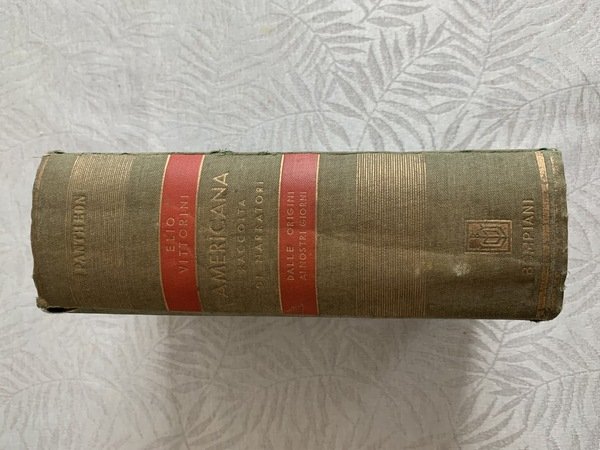 PANTHEON
ELIO
VITTORINI
AMERICANA
RACCOLTA
DI NARRATORI
DALLE ORIGINI
AI NOSTRI GIORNI
BOMPIANI